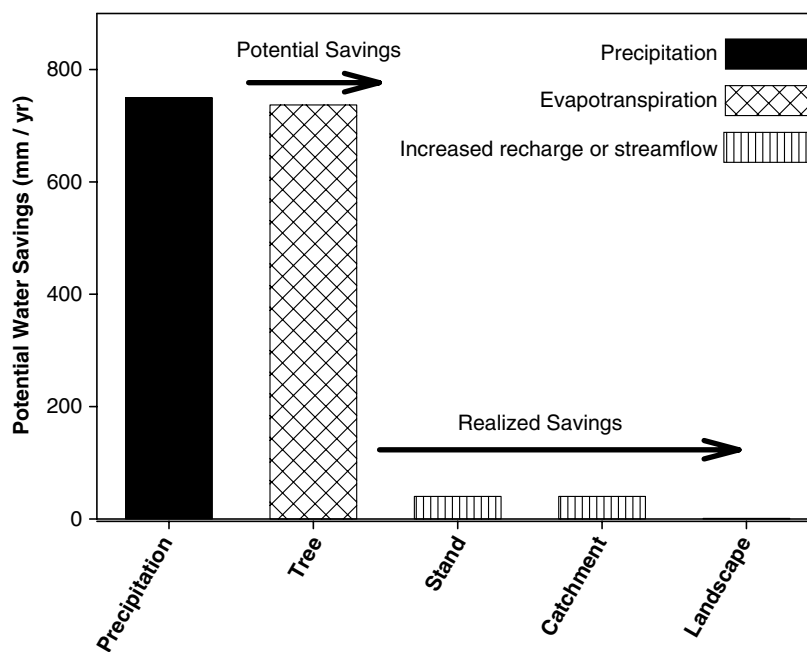 Potential Savings
Precipitation
Evapotranspiration
Increased recharge or streamflow
Potential Water Savings (mm / yr)
800
600
400
200
0
Realized Savings
Precipitation
Tree
Stand
Catchment
Landscape